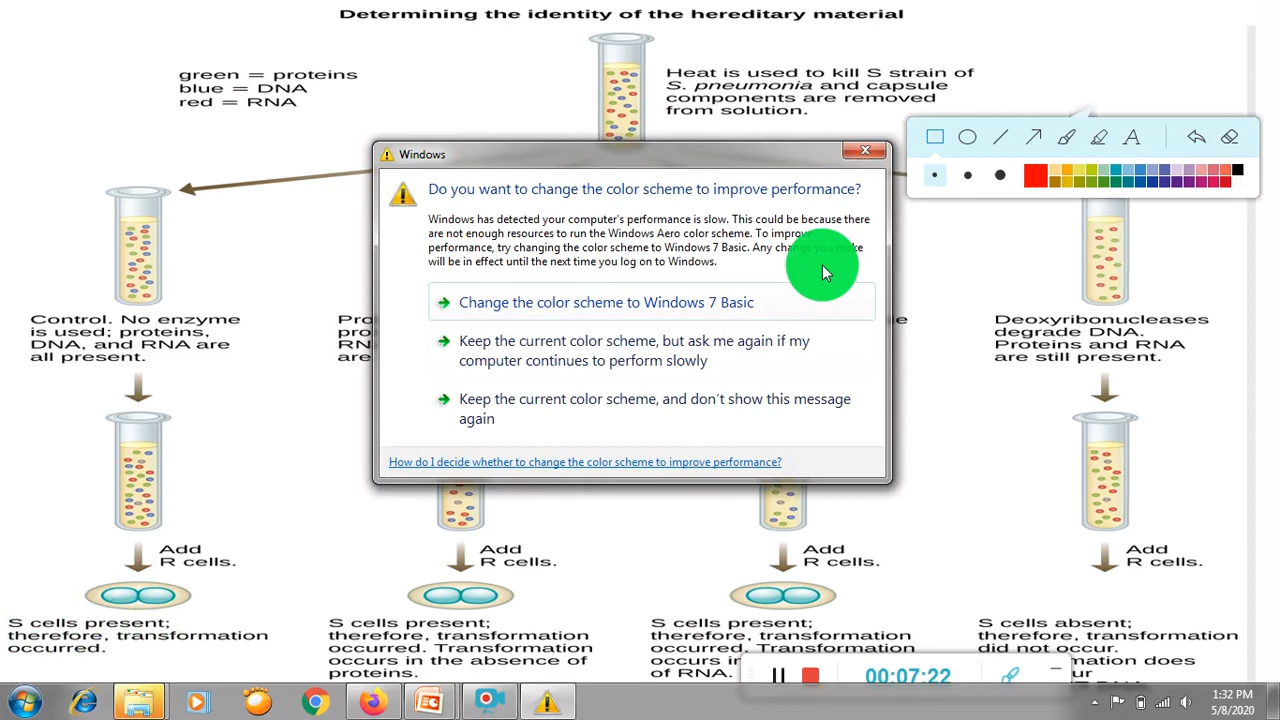 Determining the identity of the hereditary material
green = proteins
blue = DNA
red = RNA
Heat is used to kill S strain of
S. pneumonia and capsule
components are removed
from solution.
Windows
Do you want to change the color scheme to improve performance?
Windows has detected your computer's performance is slow. This could be because there
are not enough resources to run the Windows Aero color scheme. To improve
performance, try changing the color scheme to Windows 7 Basic. Any change you make
will be in effect until the next time you log on to Windows.
Change the color scheme to Windows 7 Basic
Keep the current color scheme, but ask me again if my
computer continues to perform slowly
Keep the current color scheme, and don't show this message
again
How do I decide whether to change the color scheme to improve performance?
Control. No enzyme
is used; proteins,
DNA, and RNA are
all present.
Deoxyribonucleases
degrade DNA.
Proteins and RNA
are still present.
Add
R cells.
Add
R cells.
Add
R cells.
Add
R cells.
S cells present;
therefore, transformation
occurred.
S cells present;
therefore, transformation
occurred. Transformation
occurs in the absence of
proteins.
S cells present;
therefore, transformation
occurred. Transformation
occurs in
of RNA.
S cells absent;
therefore, transformation
did not occur.
does
00:07:22
1:32 PM
5/8/2020